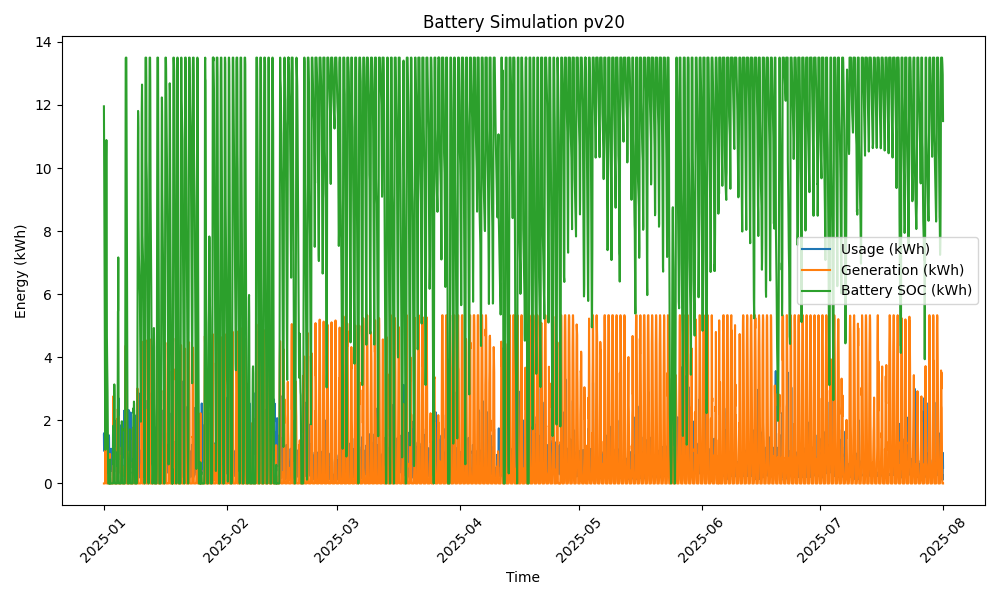 Battery Simulation pv20
Energy (kWh)
14
12
10
8
6
4
2
0
Usage (kWh)
Generation (kWh)
Battery SOC (kWh)
2025-01
2025-02
2025-03
2025-04
2025-05
2025-06
2025-07
2025-08
Time